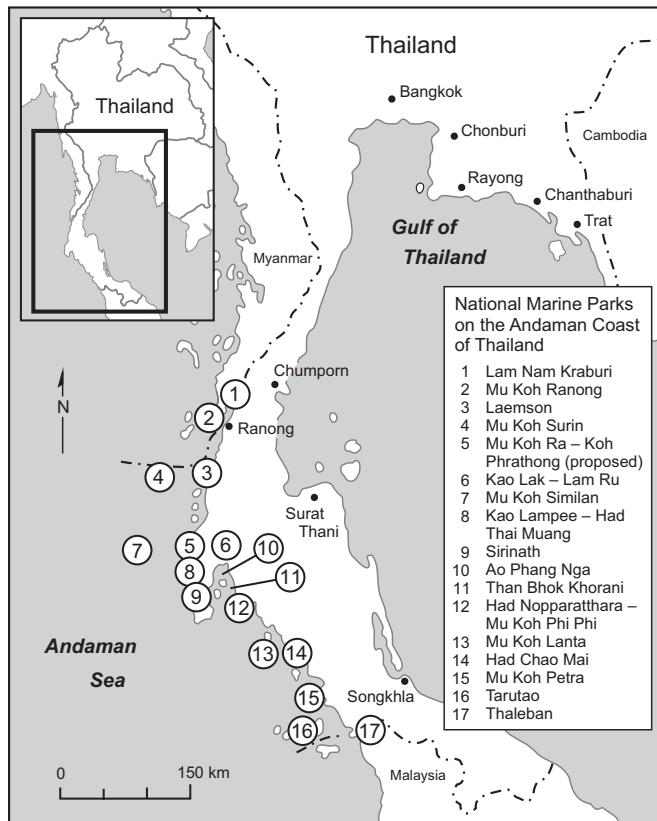 Thailand
Thailand
Bangkok
Chonburi
Cambodia
Rayong
Chanthaburi
Trat
Gulf of
Thailand
Myanmar
N
Chumporn
Ranong
Surat
Thani
Andaman
Sea
Songkhla
Malaysia
0 150 km
1
2
3
4
5
6
7
8
9
10
11
12
13
14
15
16
17
National Marine Parks
on the Andaman Coast
of Thailand
1 Lam Nam Kraburi
2 Mu Koh Ranong
3 Laemson
4 Mu Koh Surin
5 Mu Koh Ra – Koh
Phrathong (proposed)
6 Kao Lak – Lam Ru
7 Mu Koh Similan
8 Kao Lampee – Had
Thai Muang
9 Sirinath
10 Ao Phang Nga
11 Than Bhok Khorani
12 Had Nopparatthara –
Mu Koh Phi Phi
13 Mu Koh Lanta
14 Had Chao Mai
15 Mu Koh Petra
16 Tarutao
17 Thaleban